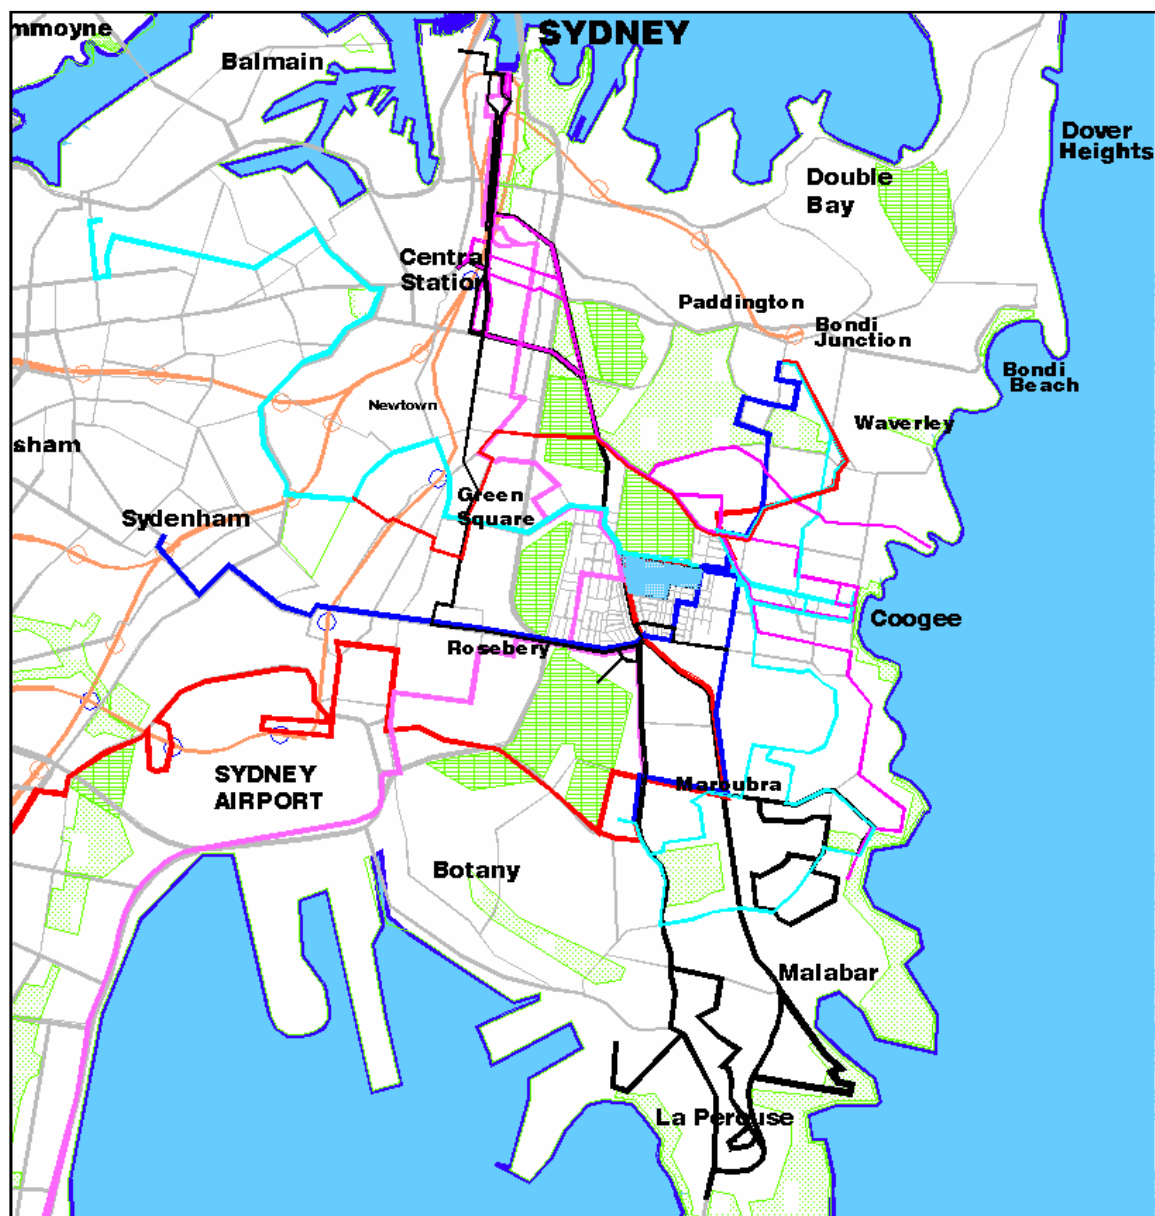 mmoyne
SYDNEY
Balmain
Dover
Heights
Double
Bay
Centra
Station
Paddington
Bondi
Junction
Bondi
Beach
Newtown
Waverley
sham
Green
Square
Sydenham
Coogee
Rosebery
SYDNEY
AIRPORT
Maroubra
Botany
Malabar
La Perouse